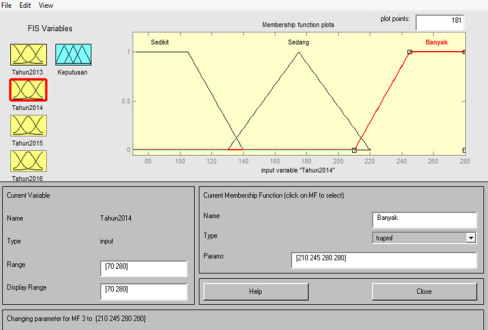 File Edit View
FIS Variables
Tahun2013
Keputusan
Tahun2014
Tahun2015
Tahun2016
Membership function plots
plot points:
181
Sedikit
Sedang
Banyak
1
0.5
0
80
100
120
140
160
180
200
220
240
260
280
input variable "Tahun2014"
Current Variable
Name
Tahun2014
Type
input
Range
[70 280]
Display Range
[70 280]
Current Membership Function (click on MF to select)
Name
Banyak
Type
trapmf
Params
[210 245 280 280]
Help
Close
Changing parameter for MF 3 to [210 245 280 280]